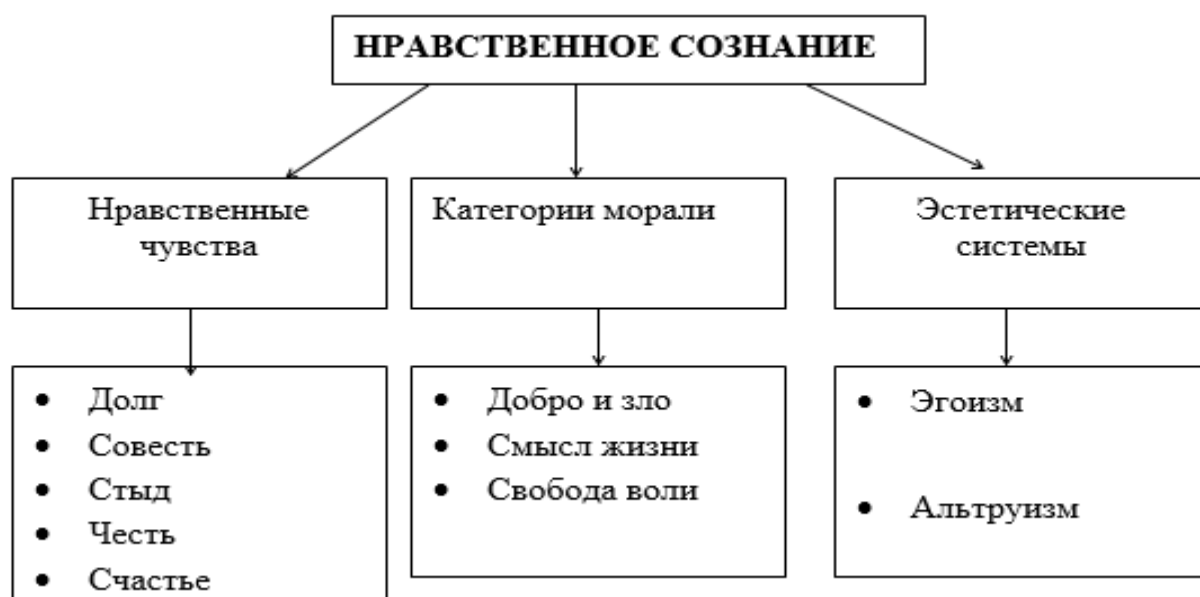 НРАВСТВЕННОЕ СОЗНАНИЕ
Нравственные
чувства
Категории морали
Эстетические
системы
• Долг
• Совесть
• Стыд
• Честь
• Счастье
• Добро и зло
• Смысл жизни
• Свобода воли
• Эгоизм
• Альтруизм